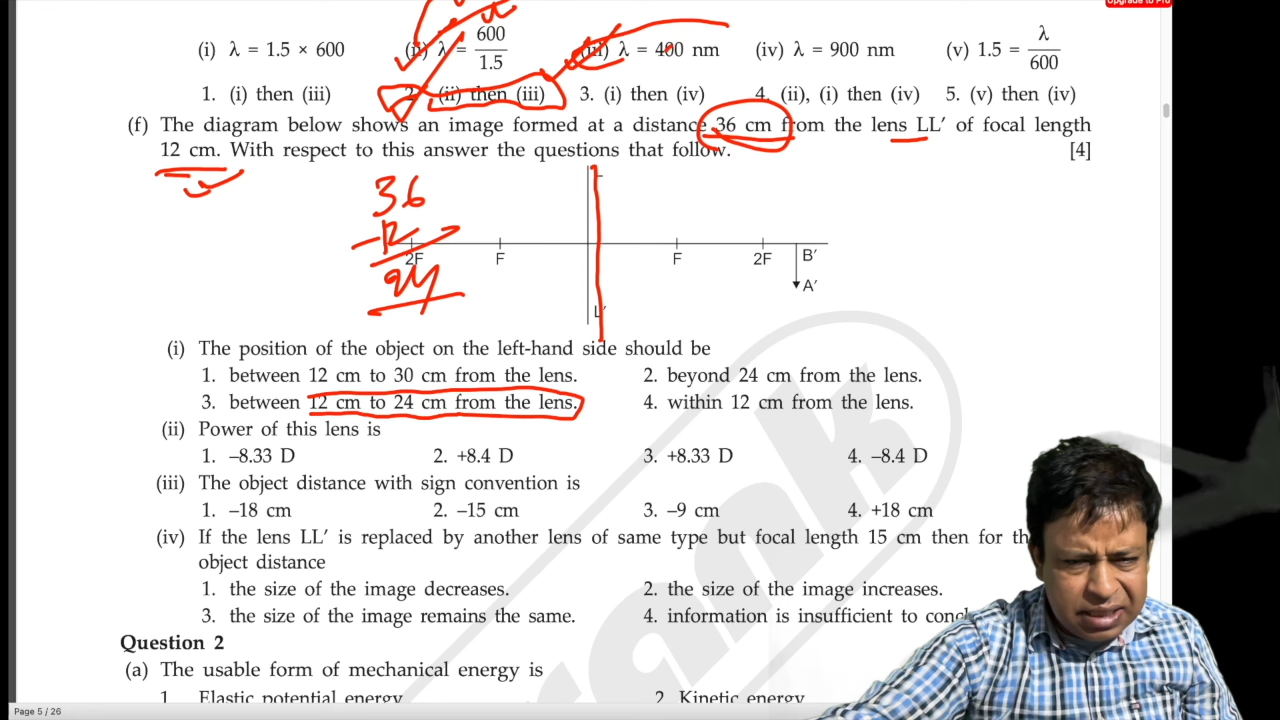 Upgrade to Pro
(i) λ = 1.5 × 600 (ii) λ = 600/1.5 (iii) λ = 400 nm (iv) λ = 900 nm (v) 1.5 = λ/600
1. (i) then (iii) 2. (ii) then (iii) 3. (i) then (iv) 4. (ii), (i) then (iv) 5. (v) then (iv)
(f) The diagram below shows an image formed at a distance 36 cm from the lens LL′ of focal length
12 cm. With respect to this answer the questions that follow. [4]
36
-12
24
2F F F 2F B′
A′
L′
(i) The position of the object on the left-hand side should be
1. between 12 cm to 30 cm from the lens. 2. beyond 24 cm from the lens.
3. between 12 cm to 24 cm from the lens. 4. within 12 cm from the lens.
(ii) Power of this lens is
1. –8.33 D 2. +8.4 D 3. +8.33 D 4. –8.4 D
(iii) The object distance with sign convention is
1. –18 cm 2. –15 cm 3. –9 cm 4. +18 cm
(iv) If the lens LL′ is replaced by another lens of same type but focal length 15 cm then for
object distance
1. the size of the image decreases. 2. the size of the image increases.
3. the size of the image remains the same. 4. information is insufficient to
Question 2
(a) The usable form of mechanical energy is
1. Elastic potential energy 2. Kinetic energy
Page 5 / 26